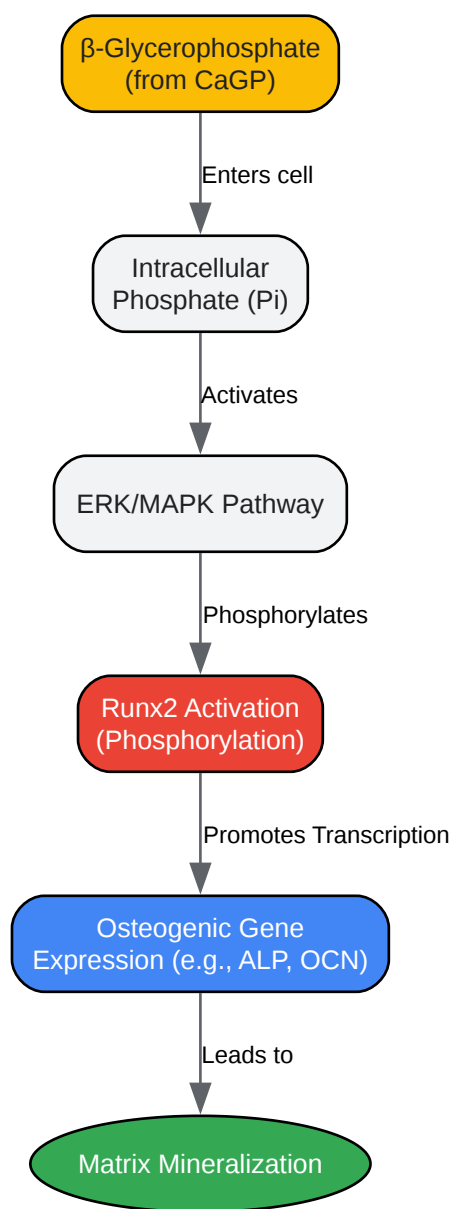 β-Glycerophosphate
(from CaGP)
Enters cell
Intracellular
Phosphate (Pi)
Activates
ERK/MAPK Pathway
Phosphorylates
Runx2 Activation
(Phosphorylation)
Promotes Transcription
Osteogenic Gene
Expression (e.g., ALP, OCN)
Leads to
Matrix Mineralization